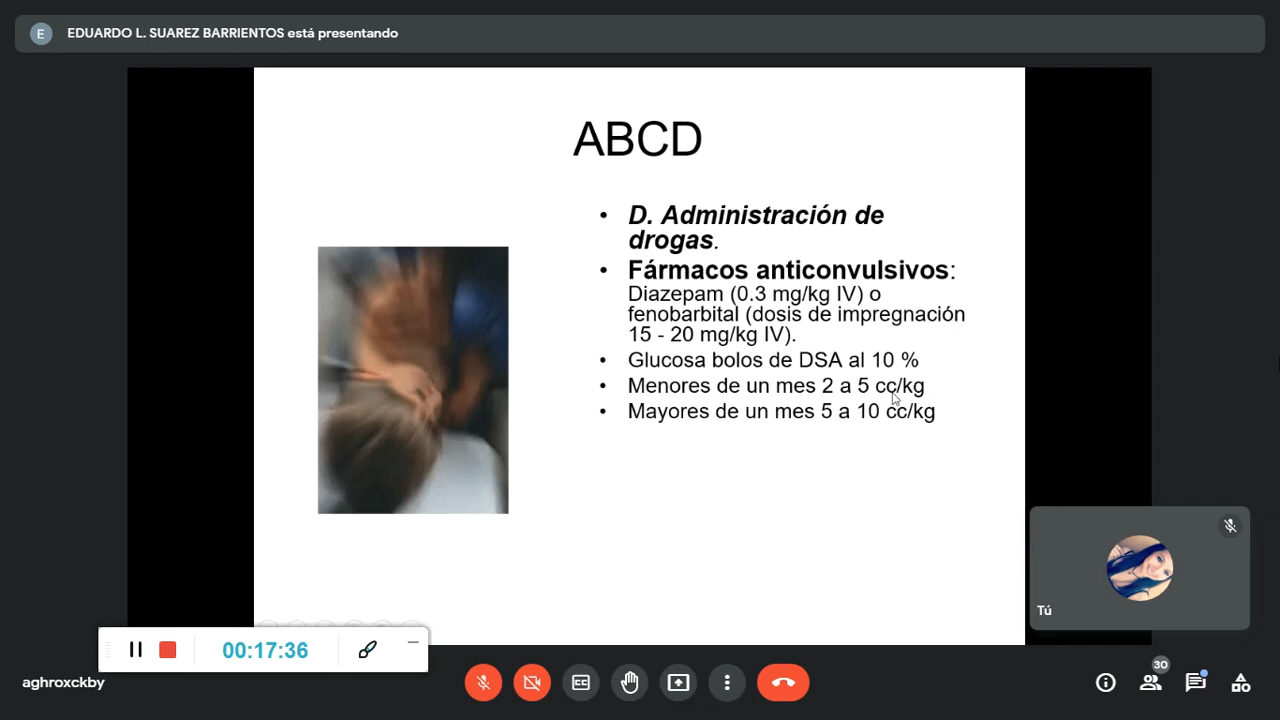 E
EDUARDO L. SUAREZ BARRIENTOS está presentando
ABCD
• D. Administración de
drogas.
• Fármacos anticonvulsivos:
Diazepam (0.3 mg/kg IV) o
fenobarbital (dosis de impregnación
15 - 20 mg/kg IV).
• Glucosa bolos de DSA al 10 %
• Menores de un mes 2 a 5 cc/kg
• Mayores de un mes 5 a 10 cc/kg
Tú
00:17:36
aghroxckby
CC
30